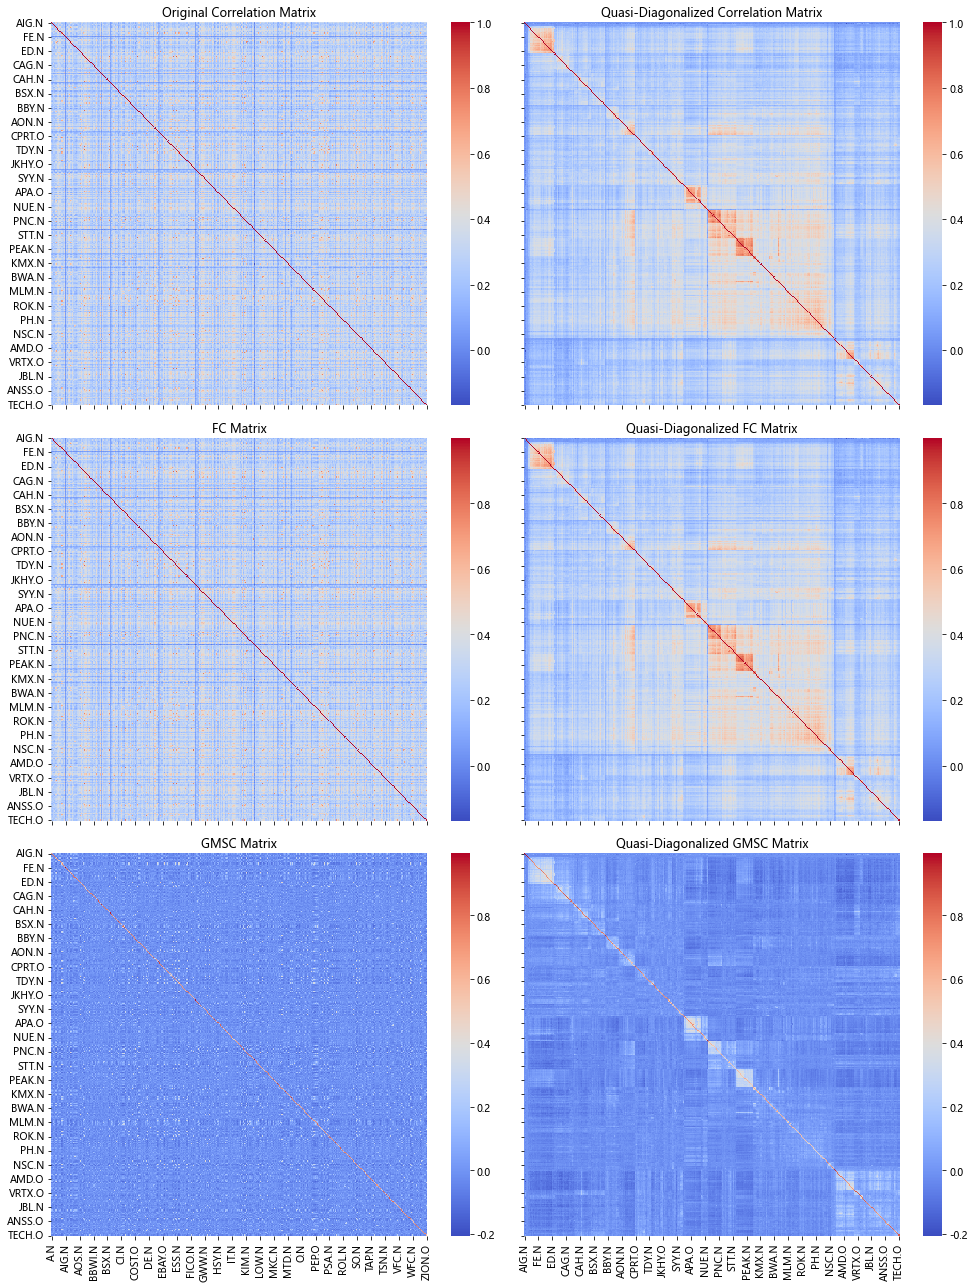 Original Correlation Matrix
AIG.N
FE.N
ED.N
CAG.N
CAH.N
BSX.N
BBY.N
AON.N
CPRT.O
TDY.N
JKHY.O
SYY.N
APA.O
NUE.N
PNC.N
STT.N
PEAK.N
KMX.N
BWA.N
MLM.N
ROK.N
PH.N
NSC.N
AMD.O
VRTX.O
JBL.N
ANSS.O
TECH.O
1.0
0.8
0.6
0.4
0.2
0.0
Quasi-Diagonalized Correlation Matrix
1.0
0.8
0.6
0.4
0.2
0.0
FC Matrix
AIG.N
FE.N
ED.N
CAG.N
CAH.N
BSX.N
BBY.N
AON.N
CPRT.O
TDY.N
JKHY.O
SYY.N
APA.O
NUE.N
PNC.N
STT.N
PEAK.N
KMX.N
BWA.N
MLM.N
ROK.N
PH.N
NSC.N
AMD.O
VRTX.O
JBL.N
ANSS.O
TECH.O
0.8
0.6
0.4
0.2
0.0
Quasi-Diagonalized FC Matrix
0.8
0.6
0.4
0.2
0.0
GMSC Matrix
AIG.N
FE.N
ED.N
CAG.N
CAH.N
BSX.N
BBY.N
AON.N
CPRT.O
TDY.N
JKHY.O
SYY.N
APA.O
NUE.N
PNC.N
STT.N
PEAK.N
KMX.N
BWA.N
MLM.N
ROK.N
PH.N
NSC.N
AMD.O
VRTX.O
JBL.N
ANSS.O
TECH.O
A.N
AIG.N
AOS.N
BBWI.N
BSX.N
CI.N
COST.O
DE.N
EBAY.O
ESS.N
FICO.N
GWW.N
HSY.N
IT.N
KIM.N
LOW.N
MKC.N
MTD.N
O.N
PEP.O
PSA.N
ROL.N
SO.N
TAP.N
TSN.N
VFC.N
WFC.N
ZION.O
0.8
0.6
0.4
0.2
0.0
-0.2
Quasi-Diagonalized GMSC Matrix
AIG.N
FE.N
ED.N
CAG.N
CAH.N
BSX.N
BBY.N
AON.N
CPRT.O
TDY.N
JKHY.O
SYY.N
APA.O
NUE.N
PNC.N
STT.N
PEAK.N
KMX.N
BWA.N
MLM.N
ROK.N
PH.N
NSC.N
AMD.O
VRTX.O
JBL.N
ANSS.O
TECH.O
0.8
0.6
0.4
0.2
0.0
-0.2